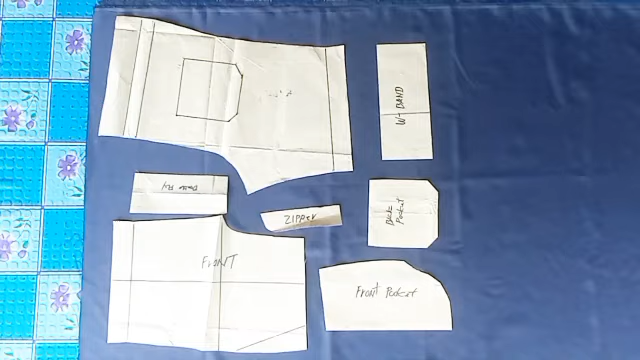 W-BAND
Back
Pocket
ZIPPER
FRONT
Front Pocket